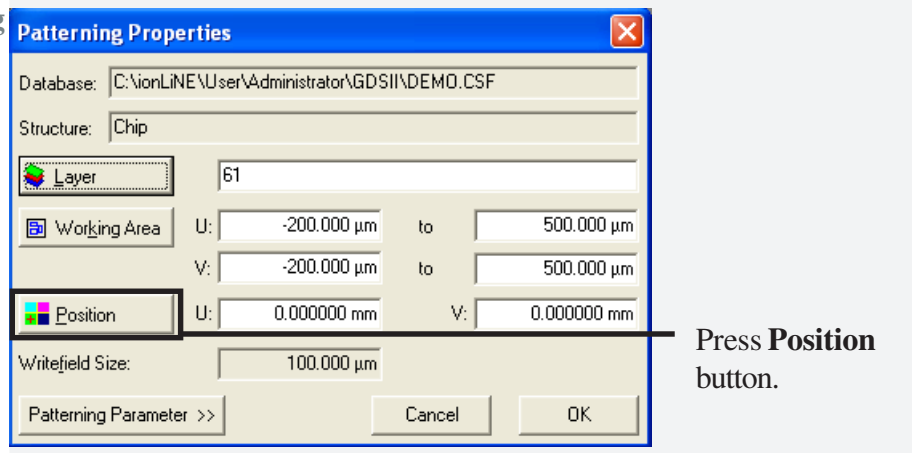 g
Patterning Properties
Database: C:\ionLiNE\User\Administrator\GDSII\DEMO.CSF
Structure: Chip
Layer 61
Working Area U: -200.000 µm to 500.000 µm
V: -200.000 µm to 500.000 µm
Position U: 0.000000 mm V: 0.000000 mm
Writefield Size: 100.000 µm
Patterning Parameter >> Cancel OK
Press Position
button.